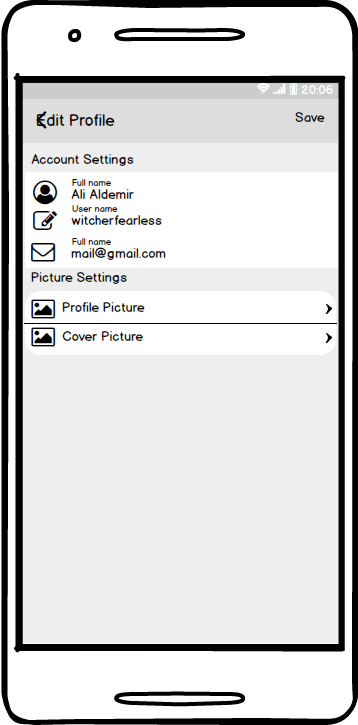 20:06
Edit Profile
Save
Account Settings
Full name
Ali Aldemir
User name
witcherfearless
Full name
mail@gmail.com
Picture Settings
Profile Picture
Cover Picture